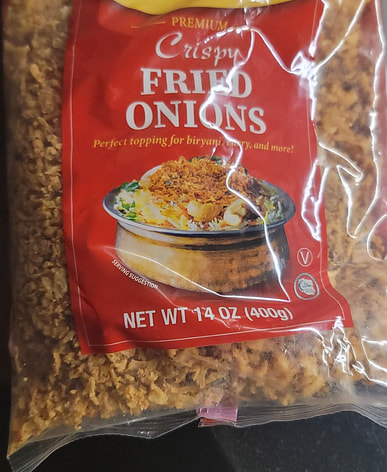 PREMIUM
Crispy
FRIED
ONIONS
Perfect topping for biryani, curry, and more!
SERVING SUGGESTION
V
NET WT 14 OZ (400g)